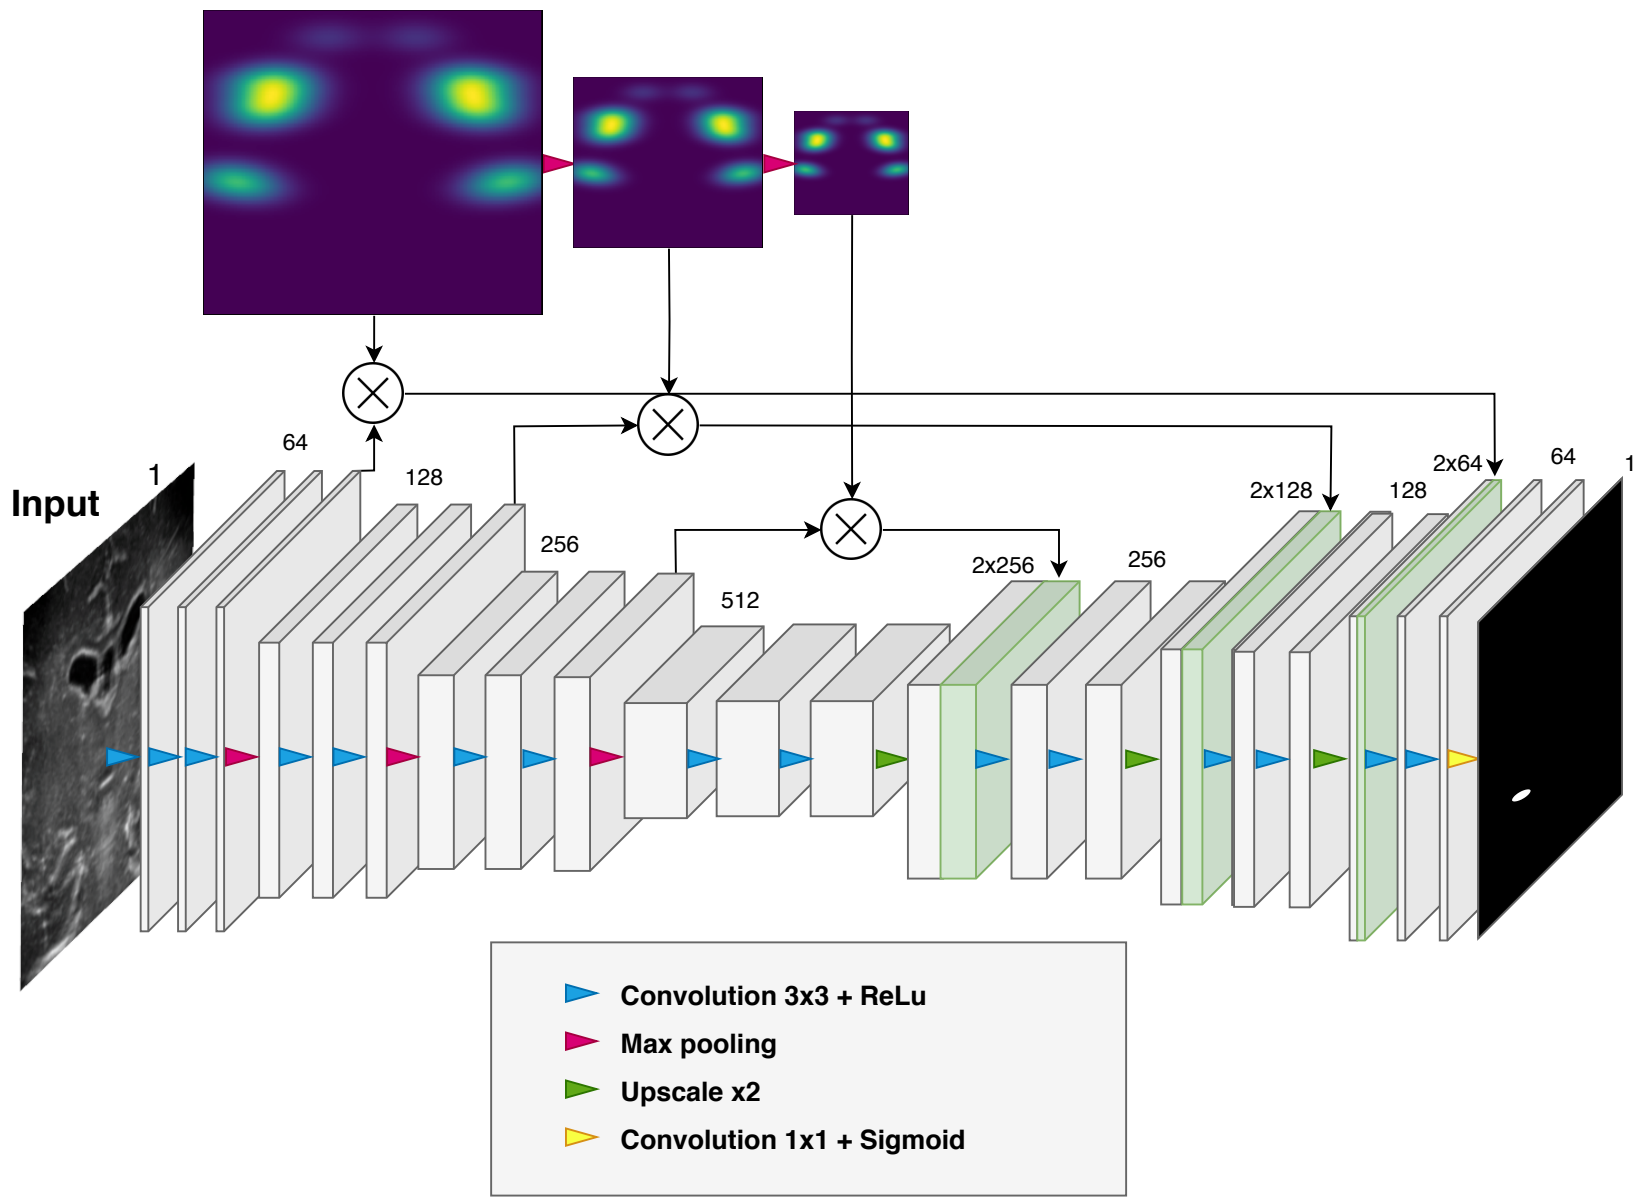 Input
1
64
128
256
512
2x256
256
2x128
128
2x64
64
1
Convolution 3x3 + ReLu
Max pooling
Upscale x2
Convolution 1x1 + Sigmoid